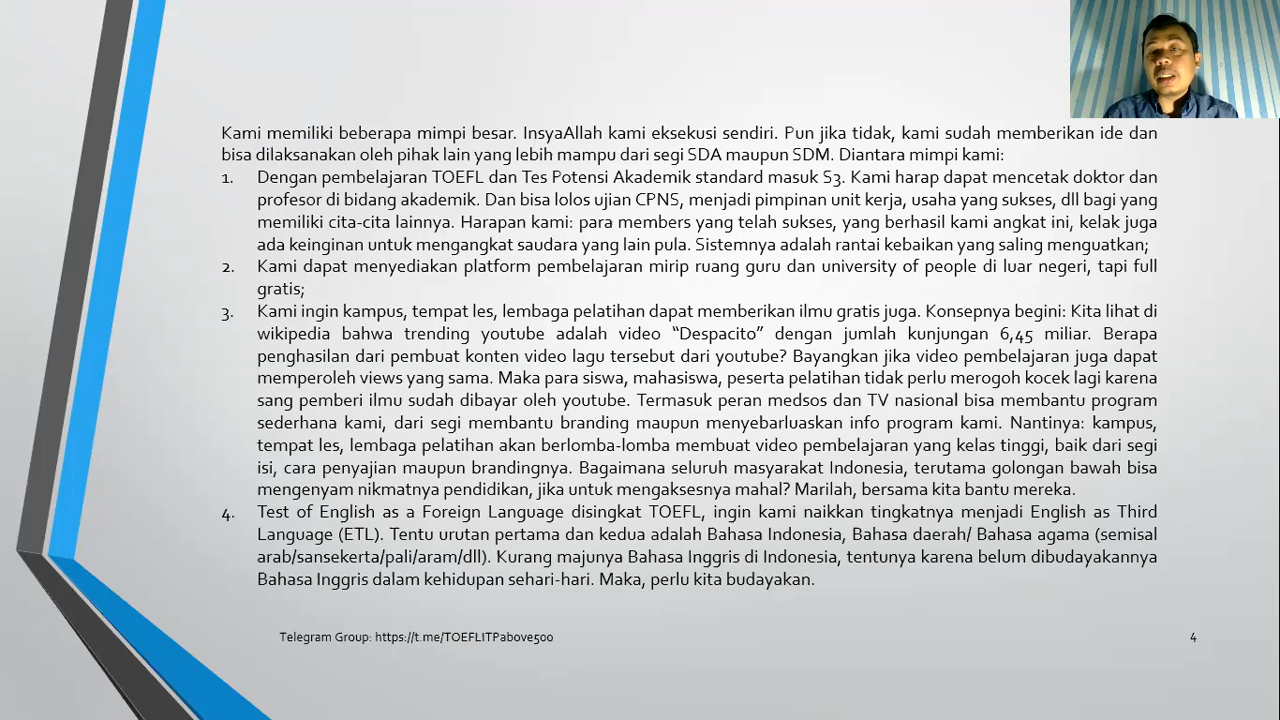 Kami memiliki beberapa mimpi besar. InsyaAllah kami eksekusi sendiri. Pun jika tidak, kami sudah memberikan ide dan
bisa dilaksanakan oleh pihak lain yang lebih mampu dari segi SDA maupun SDM. Diantara mimpi kami:
1. Dengan pembelajaran TOEFL dan Tes Potensi Akademik standard masuk S3. Kami harap dapat mencetak doktor dan
profesor di bidang akademik. Dan bisa lolos ujian CPNS, menjadi pimpinan unit kerja, usaha yang sukses, dll bagi yang
memiliki cita-cita lainnya. Harapan kami: para members yang telah sukses, yang berhasil kami angkat ini, kelak juga
ada keinginan untuk mengangkat saudara yang lain pula. Sistemnya adalah rantai kebaikan yang saling menguatkan;
2. Kami dapat menyediakan platform pembelajaran mirip ruang guru dan university of people di luar negeri, tapi full
gratis;
3. Kami ingin kampus, tempat les, lembaga pelatihan dapat memberikan ilmu gratis juga. Konsepnya begini: Kita lihat di
wikipedia bahwa trending youtube adalah video “Despacito” dengan jumlah kunjungan 6,45 miliar. Berapa
penghasilan dari pembuat konten video lagu tersebut dari youtube? Bayangkan jika video pembelajaran juga dapat
memperoleh views yang sama. Maka para siswa, mahasiswa, peserta pelatihan tidak perlu merogoh kocek lagi karena
sang pemberi ilmu sudah dibayar oleh youtube. Termasuk peran medsos dan TV nasional bisa membantu program
sederhana kami, dari segi membantu branding maupun menyebarluaskan info program kami. Nantinya: kampus,
tempat les, lembaga pelatihan akan berlomba-lomba membuat video pembelajaran yang kelas tinggi, baik dari segi
isi, cara penyajian maupun brandingnya. Bagaimana seluruh masyarakat Indonesia, terutama golongan bawah bisa
mengenyam nikmatnya pendidikan, jika untuk mengaksesnya mahal? Marilah, bersama kita bantu mereka.
4. Test of English as a Foreign Language disingkat TOEFL, ingin kami naikkan tingkatnya menjadi English as Third
Language (ETL). Tentu urutan pertama dan kedua adalah Bahasa Indonesia, Bahasa daerah/ Bahasa agama (semisal
arab/sansekerta/pali/aram/dll). Kurang majunya Bahasa Inggris di Indonesia, tentunya karena belum dibudayakannya
Bahasa Inggris dalam kehidupan sehari-hari. Maka, perlu kita budayakan.
Telegram Group: https://t.me/TOEFLITPabove500
4